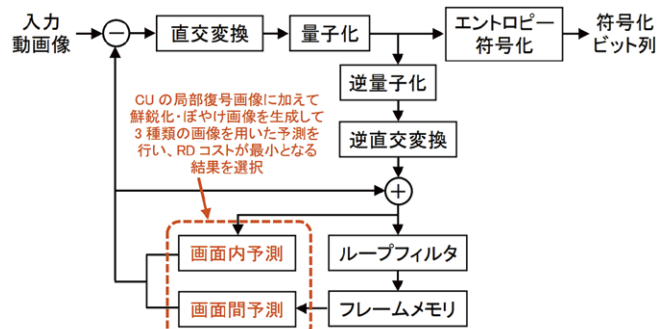 入力
動画像
−
直交変換
量子化
エントロピー
符号化
符号化
ビット列
逆量子化
CUの局部復号画像に加えて
鮮鋭化・ぼやけ画像を生成して
3種類の画像を用いた予測を
行い、RDコストが最小となる
結果を選択
逆直交変換
+
画面内予測
ループフィルタ
画面間予測
フレームメモリ